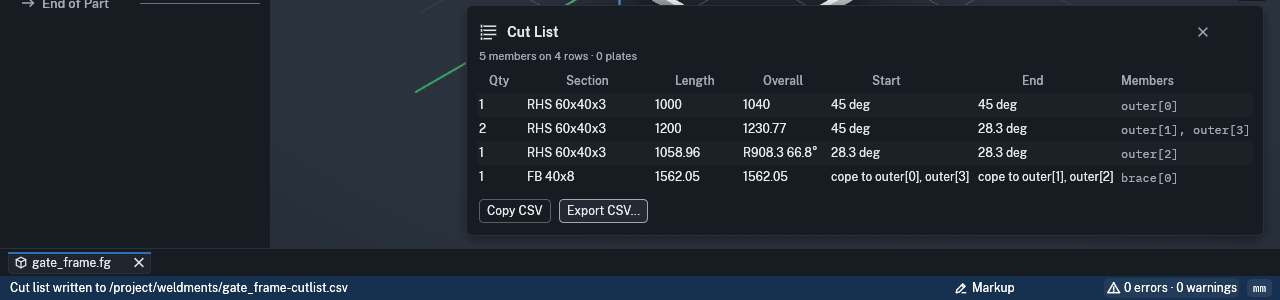 End of Part
Cut List
5 members on 4 rows · 0 plates
Qty Section Length Overall Start End Members
1 RHS 60x40x3 1000 1040 45 deg 45 deg outer[0]
2 RHS 60x40x3 1200 1230.77 45 deg 28.3 deg outer[1], outer[3]
1 RHS 60x40x3 1058.96 R908.3 66.8° 28.3 deg 28.3 deg outer[2]
1 FB 40x8 1562.05 1562.05 cope to outer[0], outer[3] cope to outer[1], outer[2] brace[0]
Copy CSV Export CSV...
gate_frame.fg
Cut list written to /project/weldments/gate_frame-cutlist.csv Markup 0 errors · 0 warnings mm